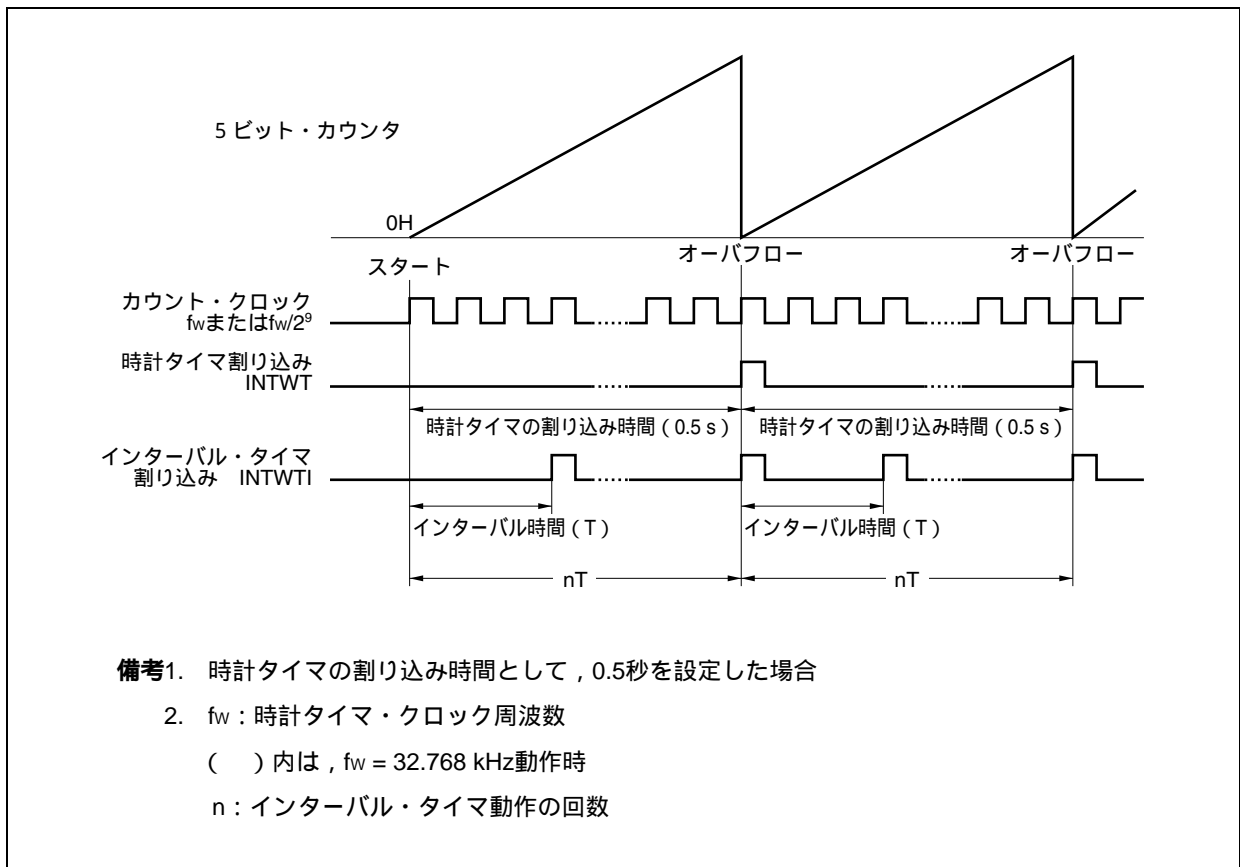 5 ビット・カウンタ
0H
スタート
オーバフロー
オーバフロー
カウント・クロック
fwまたはfw/2⁹
時計タイマ割り込み
INTWT
時計タイマの割り込み時間 ( 0.5 s )
時計タイマの割り込み時間 ( 0.5 s )
インターバル・タイマ
割り込み INTWTI
インターバル時間 ( T )
インターバル時間 ( T )
nT
nT
備考1. 時計タイマの割り込み時間として , 0.5秒を設定した場合
2. fw : 時計タイマ・クロック周波数
( ) 内は , fw = 32.768 kHz動作時
n : インターバル・タイマ動作の回数